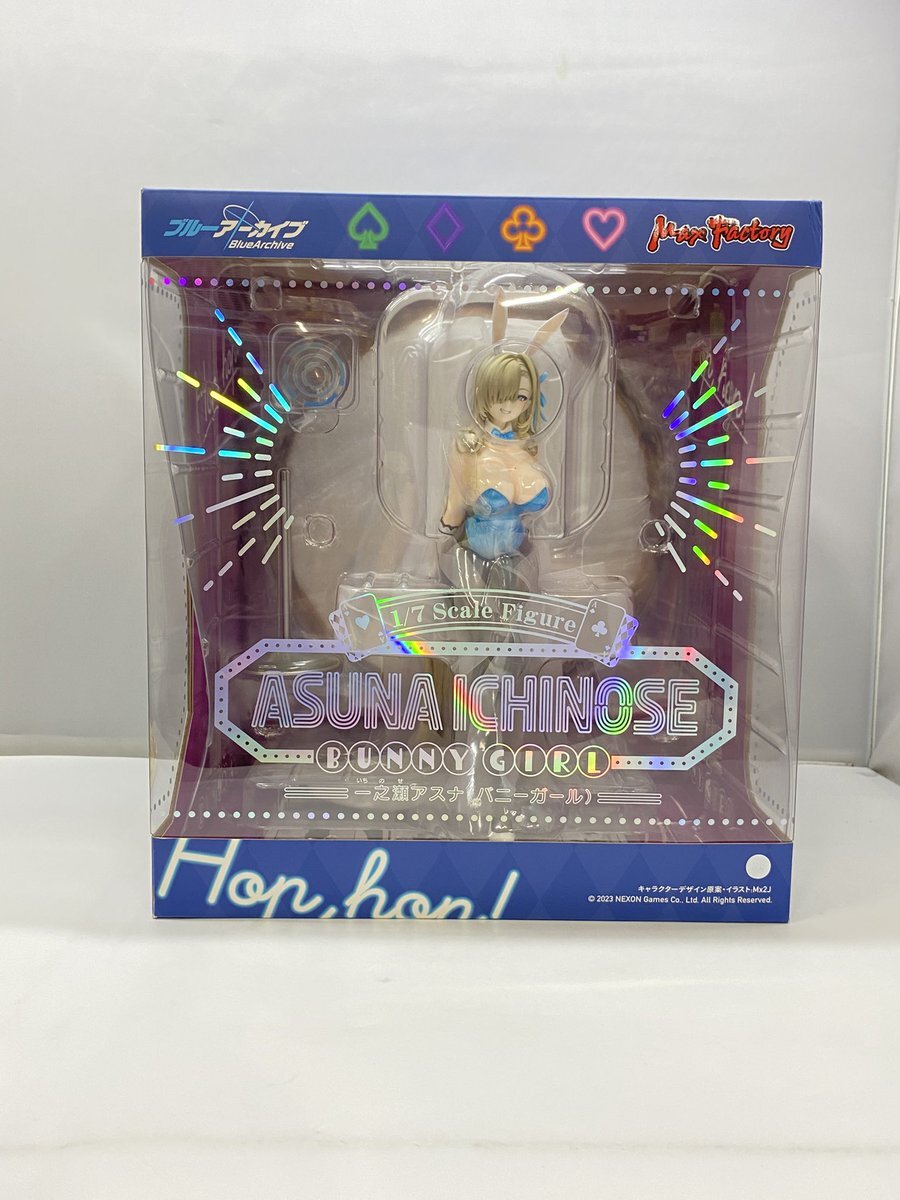 ブルーアーカイブ
BlueArchive
Max Factory
1/7 Scale Figure
ASUNA ICHINOSE
BUNNY GIRL
いちのせ
一之瀬アスナ(バニーガール)
Hop, hop!
キャラクターデザイン原案・イラスト:Mx2J
© 2023 NEXON Games Co., Ltd. All Rights Reserved.